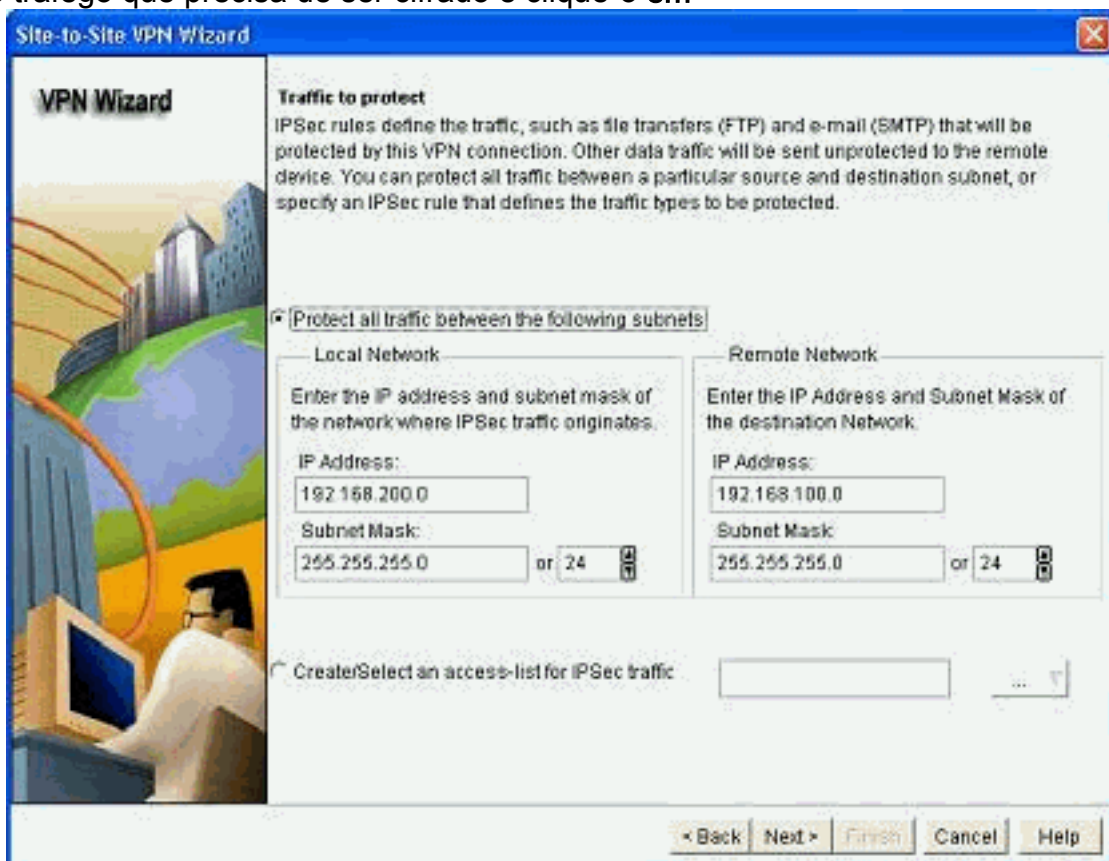 tráfego que precisa de ser cifrado e clique o
Site-to-Site VPN Wizard
VPN Wizard
Traffic to protect
IPSec rules define the traffic, such as file transfers (FTP) and e-mail (SMTP) that will be
protected by this VPN connection. Other data traffic will be sent unprotected to the remote
device. You can protect all traffic between a particular source and destination subnet, or
specify an IPSec rule that defines the traffic types to be protected.
Protect all traffic between the following subnets
Local Network
Enter the IP address and subnet mask of
the network where IPSec traffic originates.
IP Address:
192.168.200.0
Subnet Mask:
255.255.255.0 or 24
Remote Network
Enter the IP Address and Subnet Mask of
the destination Network.
IP Address:
192.168.100.0
Subnet Mask:
255.255.255.0 or 24
Create/Select an access-list for IPSec traffic
...
< Back Next > Finish Cancel Help